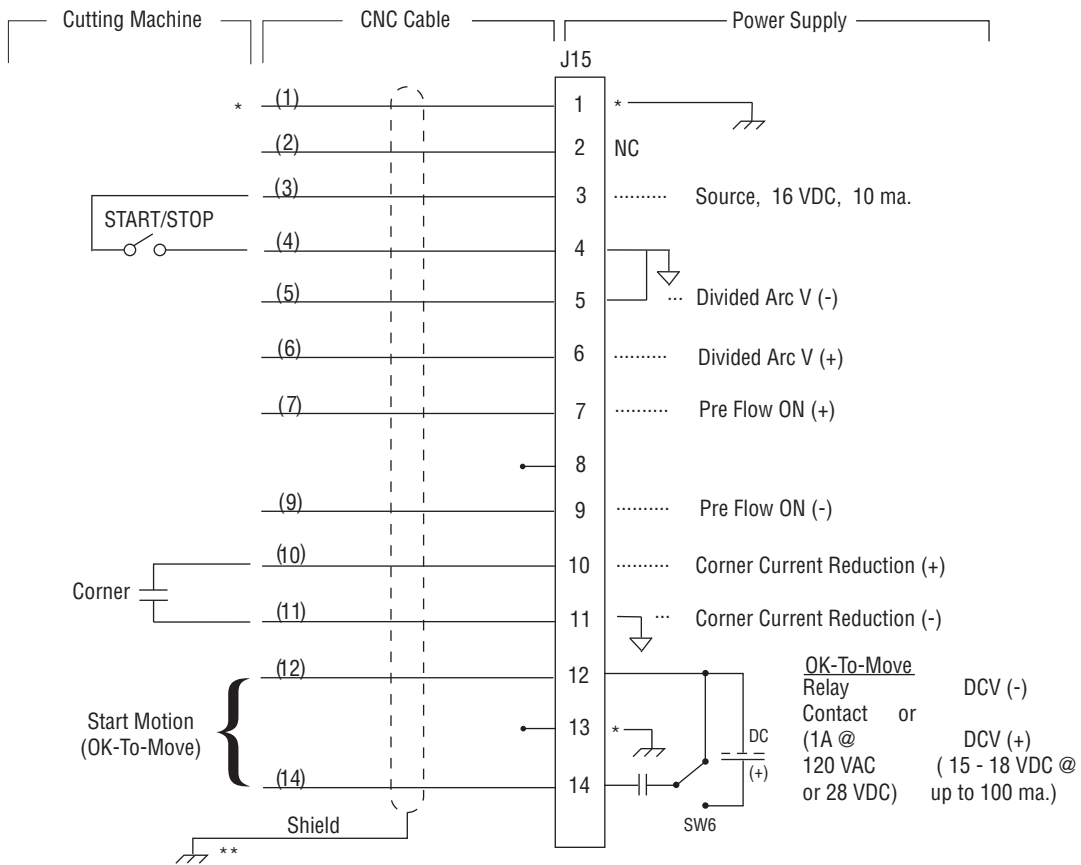 Cutting Machine CNC Cable Power Supply
J15
* (1) 1 *
(2) 2 NC
(3) 3 .......... Source, 16 VDC, 10 ma.
START/STOP
(4) 4
(5) 5 ... Divided Arc V (-)
(6) 6 .......... Divided Arc V (+)
(7) 7 .......... Pre Flow ON (+)
8
(9) 9 .......... Pre Flow ON (-)
(10) 10 .......... Corner Current Reduction (+)
Corner
(11) 11 ... Corner Current Reduction (-)
(12) 12
Start Motion
(OK-To-Move)
13 *
(14) 14
DC
(+)
SW6
OK-To-Move
Relay DCV (-)
Contact or
(1A @ DCV (+)
120 VAC ( 15 - 18 VDC @
or 28 VDC) up to 100 ma.)
Shield
* *